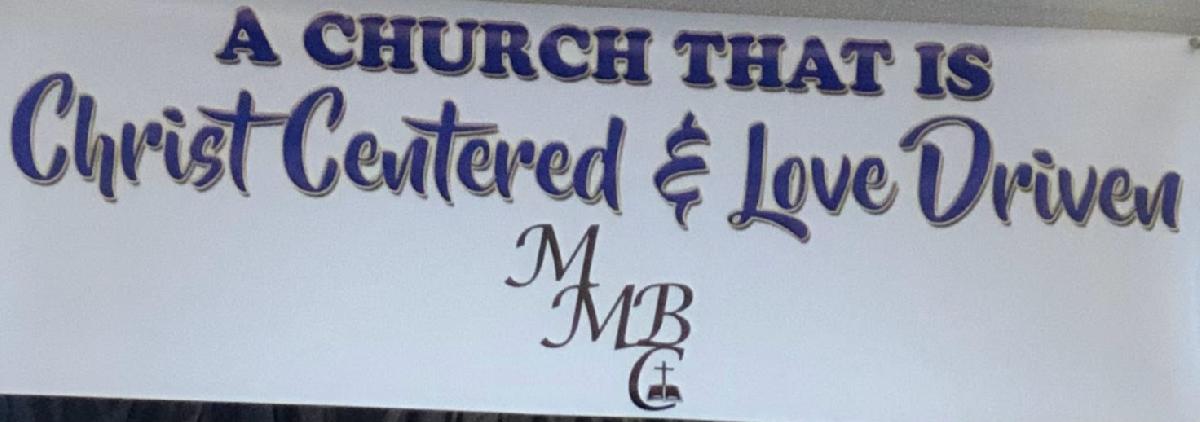 A CHURCH THAT IS
Christ Centered & Love Driven
M
MB
C